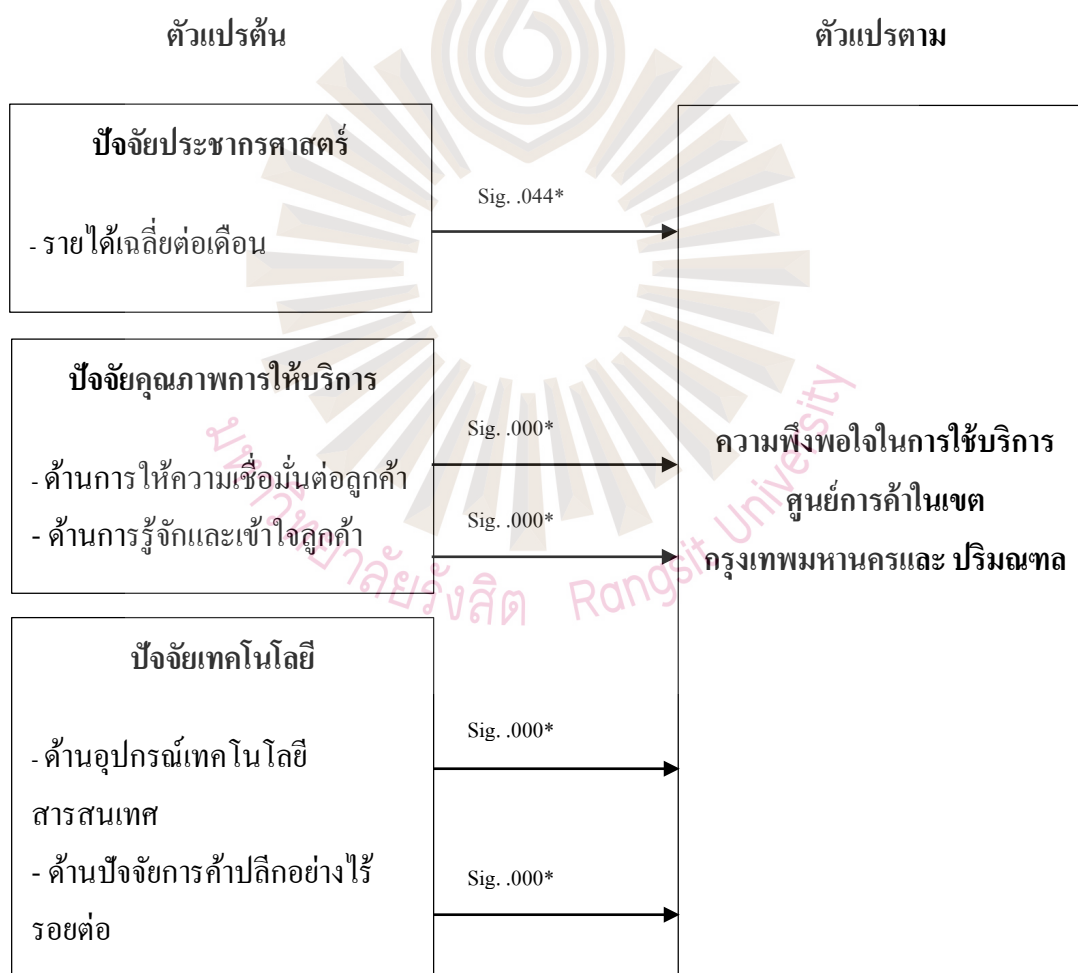 ตัวแปรต้น
ตัวแปรตาม
ปัจจัยประชากรศาสตร์
- รายได้เฉลี่ยต่อเดือน
Sig. .044*
ปัจจัยคุณภาพการให้บริการ
- ด้านการให้ความเชื่อมั่นต่อลูกค้า
- ด้านการรู้จักและเข้าใจลูกค้า
Sig. .000*
Sig. .000*
ปัจจัยเทคโนโลยี
- ด้านอุปกรณ์เทคโนโลยี
สารสนเทศ
- ด้านปัจจัยการค้าปลีกอย่างไร้
รอยต่อ
Sig. .000*
Sig. .000*
ความพึงพอใจในการใช้บริการ
ศูนย์การค้าในเขต
กรุงเทพมหานครและ ปริมณฑล
มหาวิทยาลัยรังสิต Rangsit University